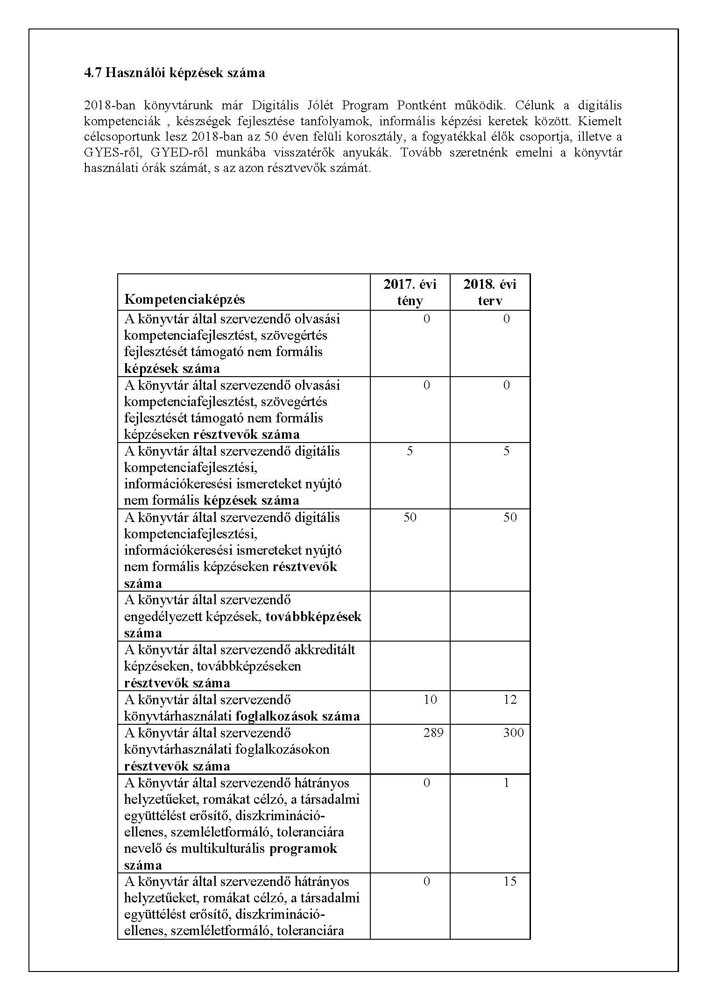 4.7 Használói képzések száma
2018-ban könyvtárunk már Digitális Jólét Program Pontként működik. Célunk a digitális
kompetenciák , készségek fejlesztése tanfolyamok, informális képzési keretek között. Kiemelt
célcsoportunk lesz 2018-ban az 50 éven felüli korosztály, a fogyatékkal élők csoportja, illetve a
GYES-ről, GYED-ről munkába visszatérők anyukák. Tovább szeretnénk emelni a könyvtár
használati órák számát, s az azon résztvevők számát.
Kompetenciaképzés
2017. évi
tény
2018. évi
terv
A könyvtár által szervezendő olvasási
kompetenciafejlesztést, szövegértés
fejlesztését támogató nem formális
képzések száma
0
0
A könyvtár által szervezendő olvasási
kompetenciafejlesztést, szövegértés
fejlesztését támogató nem formális
képzéseken résztvevők száma
0
0
A könyvtár által szervezendő digitális
kompetenciafejlesztési,
információkeresési ismereteket nyújtó
nem formális képzések száma
5
5
A könyvtár által szervezendő digitális
kompetenciafejlesztési,
információkeresési ismereteket nyújtó
nem formális képzéseken résztvevők
száma
50
50
A könyvtár által szervezendő
engedélyezett képzések, továbbképzések
száma
A könyvtár által szervezendő akkreditált
képzéseken, továbbképzéseken
résztvevők száma
A könyvtár által szervezendő
könyvtárhasználati foglalkozások száma
10
12
A könyvtár által szervezendő
könyvtárhasználati foglalkozásokon
résztvevők száma
289
300
A könyvtár által szervezendő hátrányos
helyzetűeket, romákat célzó, a társadalmi
együttélést erősítő, diszkrimináció-
ellenes, szemléletformáló, toleranciára
nevelő és multikulturális programok
száma
0
1
A könyvtár által szervezendő hátrányos
helyzetűeket, romákat célzó, a társadalmi
együttélést erősítő, diszkrimináció-
ellenes, szemléletformáló, toleranciára
0
15